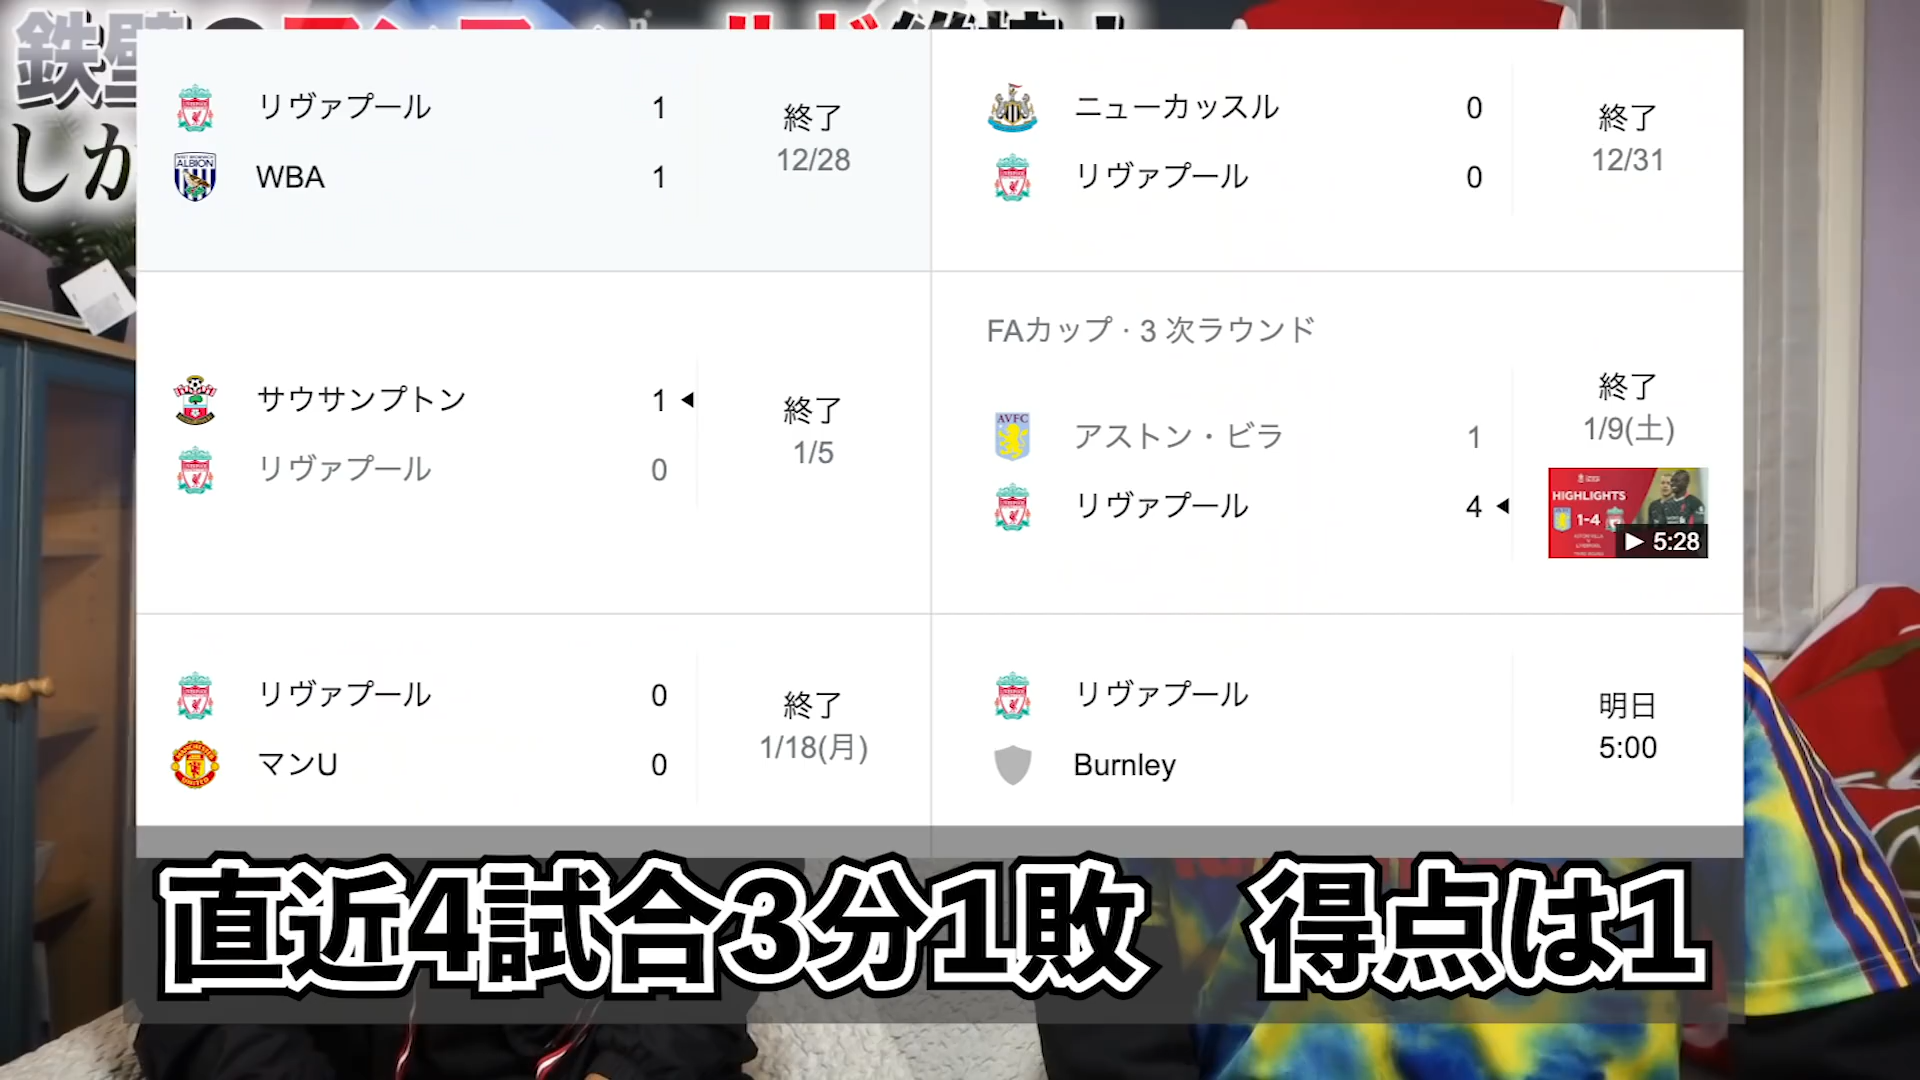 鉄壁
しか
リヴァプール 1
WBA 1
終了
12/28
ニューカッスル 0
リヴァプール 0
終了
12/31
サウサンプトン 1
リヴァプール 0
終了
1/5
FAカップ · 3 次ラウンド
アストン・ビラ 1
リヴァプール 4
終了
1/9(土)
HIGHLIGHTS
1-4
5:28
リヴァプール 0
マンU 0
終了
1/18(月)
リヴァプール
Burnley
明日
5:00
直近4試合3分1敗 得点は1